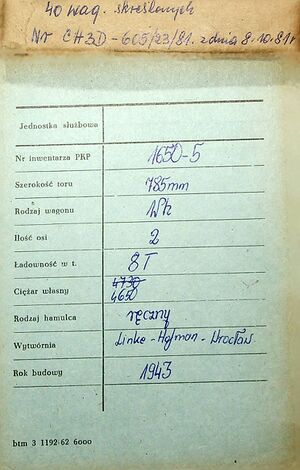 40 wag. skreślonych
Nr CH3D-605/23/81. z dnia 8.10.81r
Jednostka służbowa
Nr inwentarza PKP 1650-5
Szerokość toru 785mm
Rodzaj wagonu Wk
Ilość osi 2
Ładowność w t. 8T
Ciężar własny 4730 4650
Rodzaj hamulca ręczny
Wytwórnia Linke-Hofman-Wrocław
Rok budowy 1943
btm 3 1192 62 6000